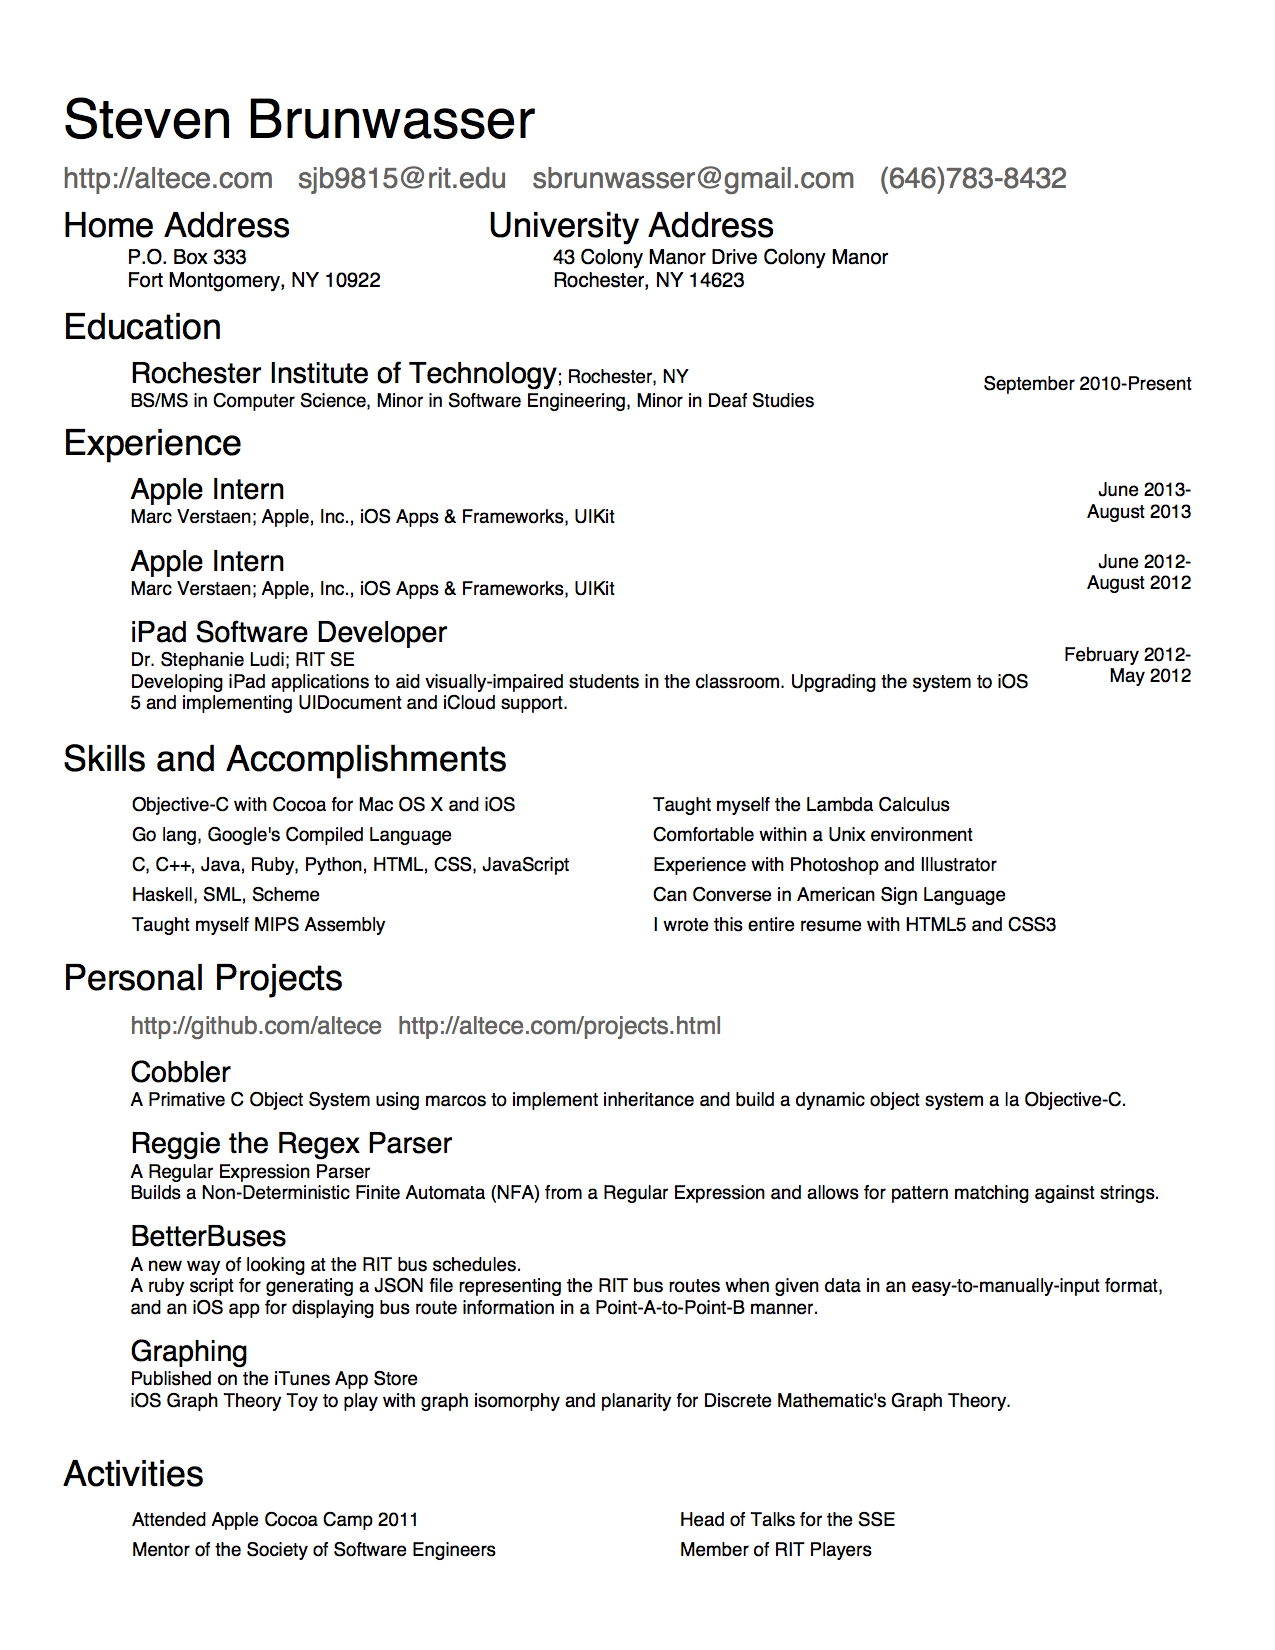 Steven Brunwasser
http://altece.com sjb9815@rit.edu sbrunwasser@gmail.com (646)783-8432
Home Address
P.O. Box 333
Fort Montgomery, NY 10922
University Address
43 Colony Manor Drive Colony Manor
Rochester, NY 14623
Education
Rochester Institute of Technology; Rochester, NY
BS/MS in Computer Science, Minor in Software Engineering, Minor in Deaf Studies
September 2010-Present
Experience
Apple Intern
Marc Verstaen; Apple, Inc., iOS Apps & Frameworks, UIKit
June 2013-
August 2013
Apple Intern
Marc Verstaen; Apple, Inc., iOS Apps & Frameworks, UIKit
June 2012-
August 2012
iPad Software Developer
Dr. Stephanie Ludi; RIT SE
Developing iPad applications to aid visually-impaired students in the classroom. Upgrading the system to iOS
5 and implementing UIDocument and iCloud support.
February 2012-
May 2012
Skills and Accomplishments
Objective-C with Cocoa for Mac OS X and iOS
Go lang, Google's Compiled Language
C, C++, Java, Ruby, Python, HTML, CSS, JavaScript
Haskell, SML, Scheme
Taught myself MIPS Assembly
Taught myself the Lambda Calculus
Comfortable within a Unix environment
Experience with Photoshop and Illustrator
Can Converse in American Sign Language
I wrote this entire resume with HTML5 and CSS3
Personal Projects
http://github.com/altece http://altece.com/projects.html
Cobbler
A Primative C Object System using marcos to implement inheritance and build a dynamic object system a la Objective-C.
Reggie the Regex Parser
A Regular Expression Parser
Builds a Non-Deterministic Finite Automata (NFA) from a Regular Expression and allows for pattern matching against strings.
BetterBuses
A new way of looking at the RIT bus schedules.
A ruby script for generating a JSON file representing the RIT bus routes when given data in an easy-to-manually-input format,
and an iOS app for displaying bus route information in a Point-A-to-Point-B manner.
Graphing
Published on the iTunes App Store
iOS Graph Theory Toy to play with graph isomorphy and planarity for Discrete Mathematic's Graph Theory.
Activities
Attended Apple Cocoa Camp 2011
Mentor of the Society of Software Engineers
Head of Talks for the SSE
Member of RIT Players